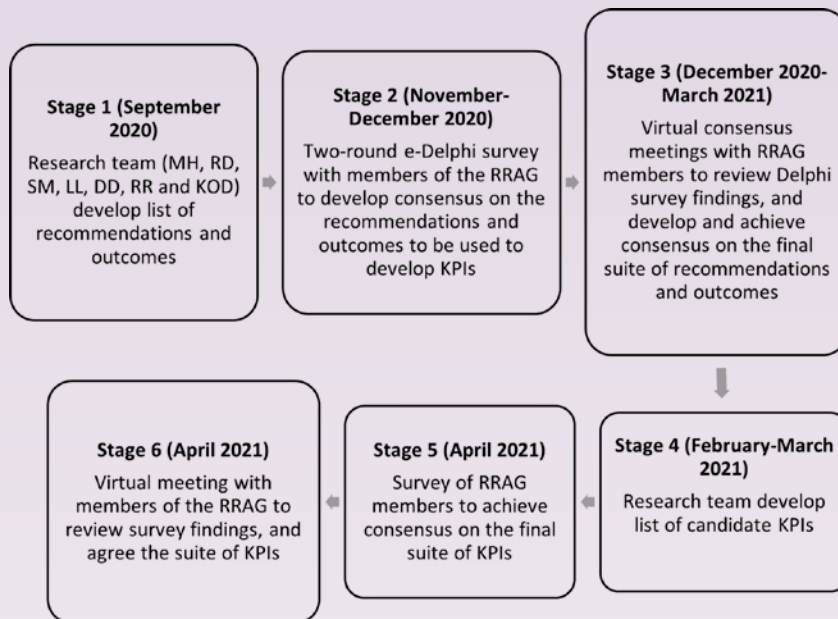 Stage 1 (September
2020)
Research team (MH, RD,
SM, LL, DD, RR and KOD)
develop list of
recommendations and
outcomes
Stage 2 (November-
December 2020)
Two-round e-Delphi survey
with members of the RRAG
to develop consensus on the
recommendations and
outcomes to be used to
develop KPIs
Stage 3 (December 2020-
March 2021)
Virtual consensus
meetings with RRAG
members to review Delphi
survey findings, and
develop and achieve
consensus on the final
suite of recommendations
and outcomes
Stage 4 (February-March
2021)
Research team develop
list of candidate KPIs
Stage 5 (April 2021)
Survey of RRAG
members to achieve
consensus on the final
suite of KPIs
Stage 6 (April 2021)
Virtual meeting with
members of the RRAG to
review survey findings, and
agree the suite of KPIs